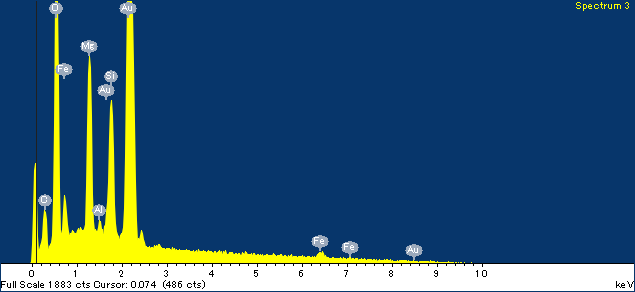 Spectrum 3
O
Au
Mg
Fe
Si
Au
Al
Fe
Fe
Au
0 1 2 3 4 5 6 7 8 9 10
Full Scale 1883 cts Cursor: 0.074 (486 cts) keV